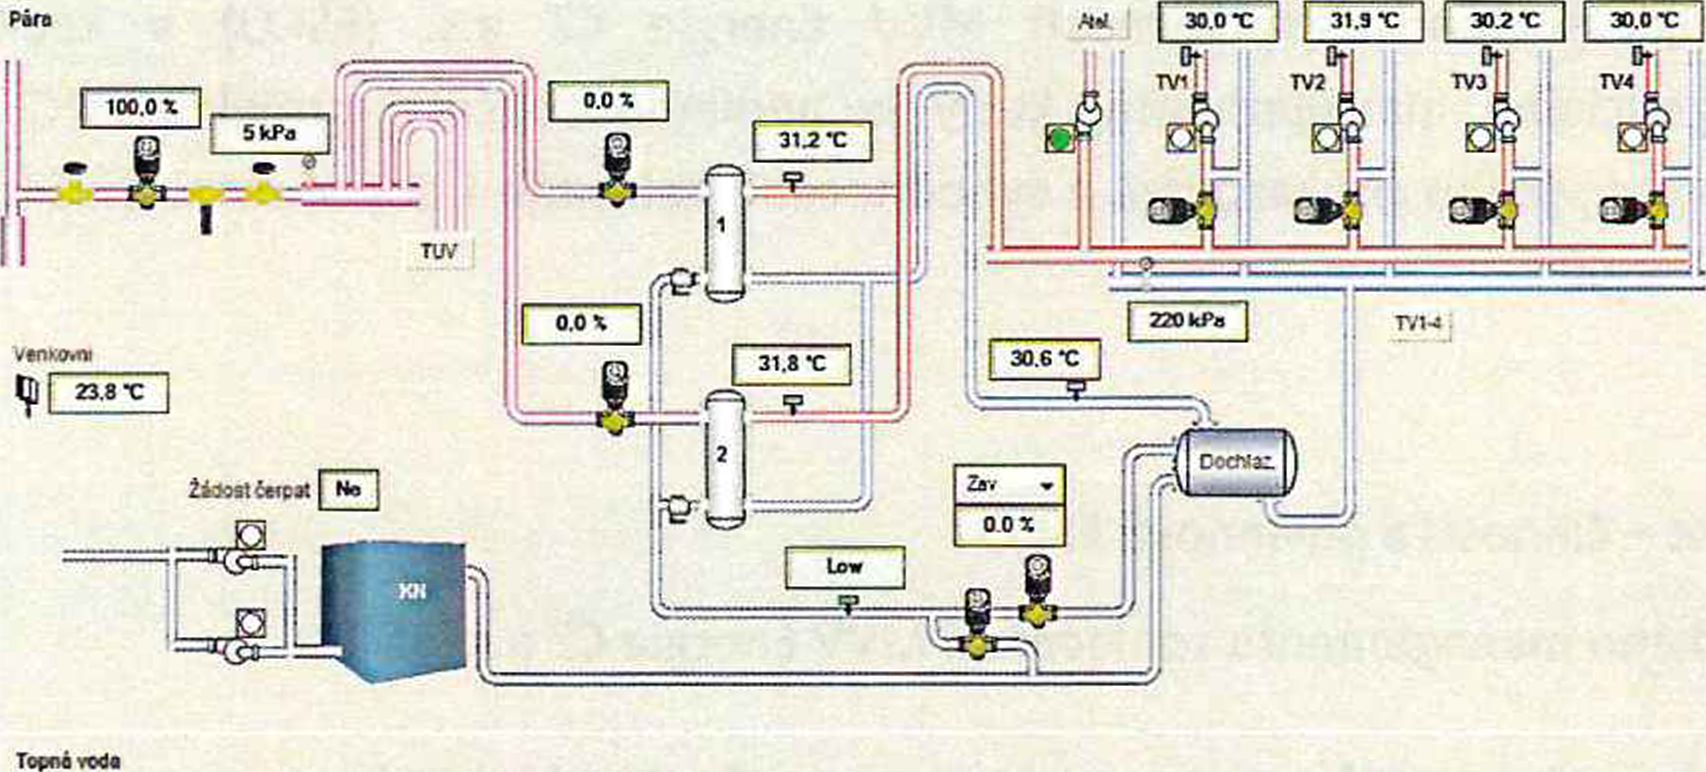 Pára
100,0 %
5 kPa
0,0 %
31,2 °C
Atel.
30,0 °C
31,9 °C
30,2 °C
30,0 °C
TV1
TV2
TV3
TV4
TUV
1
0,0 %
31,8 °C
30,6 °C
220 kPa
TV1-4
Venkovní
23,8 °C
2
Dochlaz.
Žádost čerpat
Ne
Zav
0.0 %
Low
KN
Topná voda